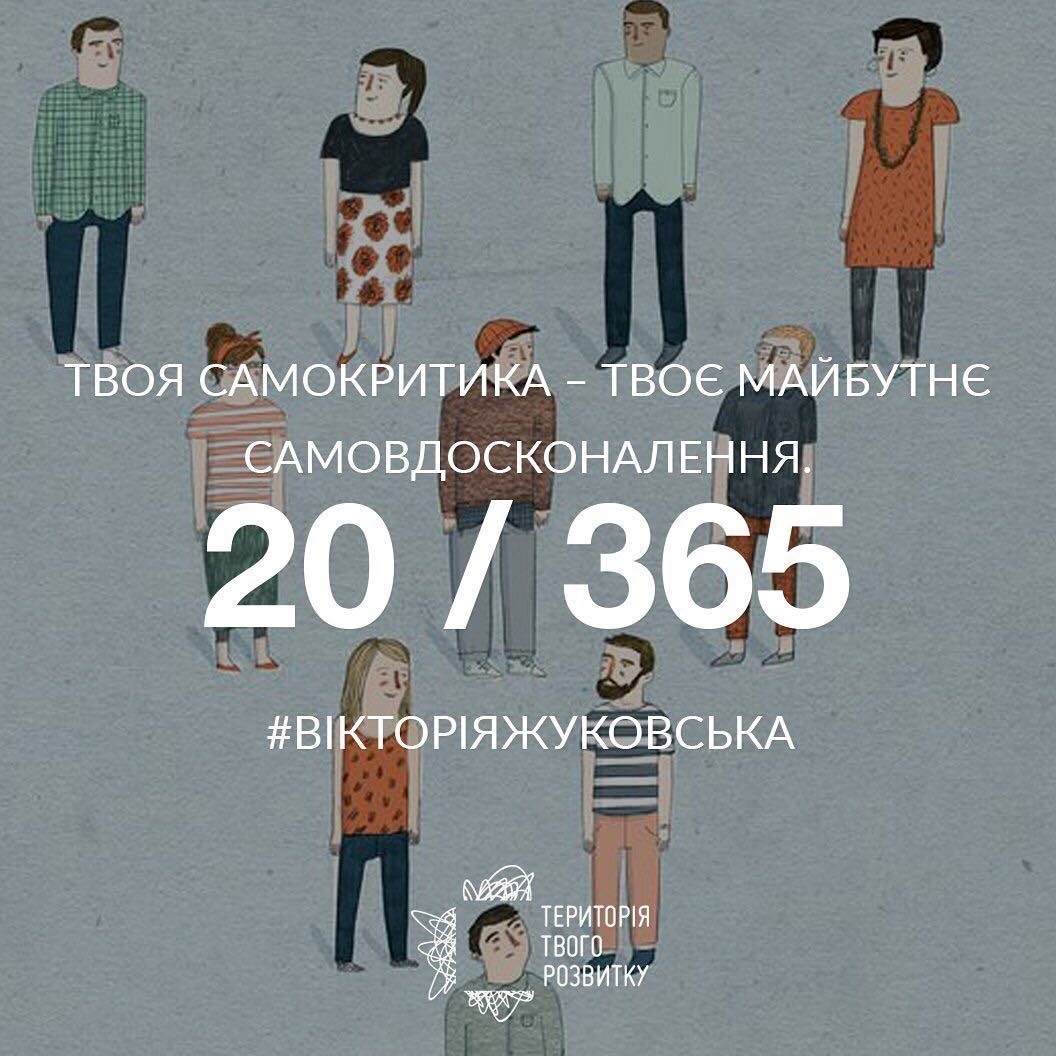 ТВОЯ САМОКРИТИКА – ТВОЄ МАЙБУТНЄ
САМОВДОСКОНАЛЕННЯ.
20 / 365
#ВІКТОРІЯЖУКОВСЬКА
ТЕРИТОРІЯ
ТВОГО
РОЗВИТКУ